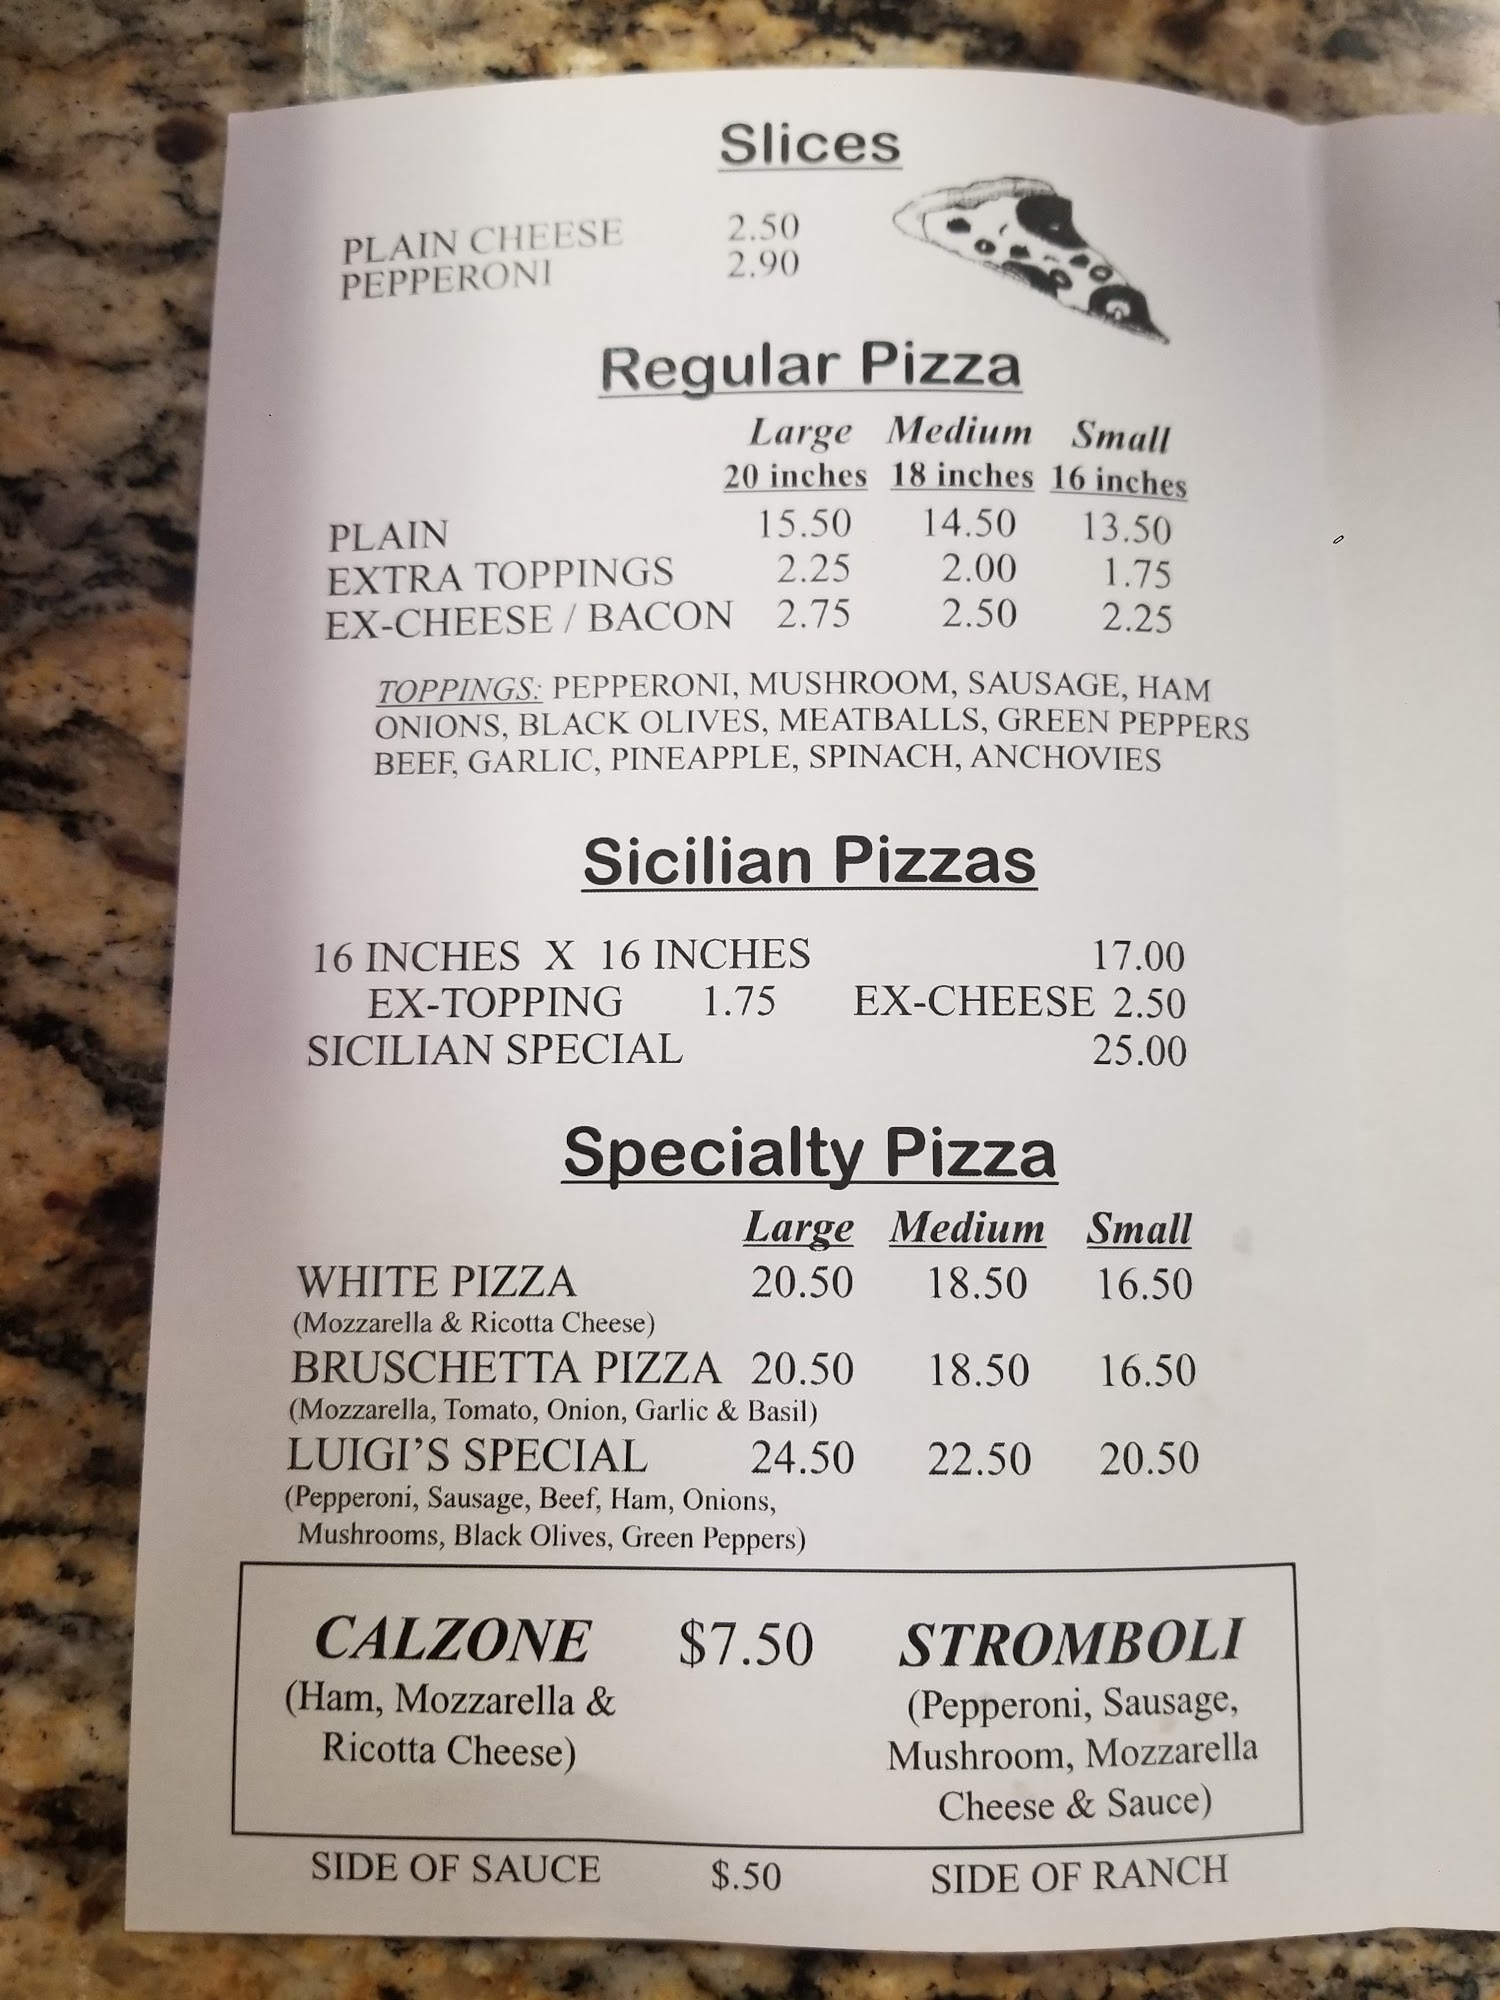 Slices
PLAIN CHEESE 2.50
PEPPERONI 2.90
Regular Pizza
Large Medium Small
20 inches 18 inches 16 inches
PLAIN 15.50 14.50 13.50
EXTRA TOPPINGS 2.25 2.00 1.75
EX-CHEESE / BACON 2.75 2.50 2.25
TOPPINGS: PEPPERONI, MUSHROOM, SAUSAGE, HAM
ONIONS, BLACK OLIVES, MEATBALLS, GREEN PEPPERS
BEEF, GARLIC, PINEAPPLE, SPINACH, ANCHOVIES
Sicilian Pizzas
16 INCHES X 16 INCHES 17.00
EX-TOPPING 1.75 EX-CHEESE 2.50
SICILIAN SPECIAL 25.00
Specialty Pizza
Large Medium Small
WHITE PIZZA 20.50 18.50 16.50
(Mozzarella & Ricotta Cheese)
BRUSCHETTA PIZZA 20.50 18.50 16.50
(Mozzarella, Tomato, Onion, Garlic & Basil)
LUIGI'S SPECIAL 24.50 22.50 20.50
(Pepperoni, Sausage, Beef, Ham, Onions,
Mushrooms, Black Olives, Green Peppers)
CALZONE $7.50 STROMBOLI
(Ham, Mozzarella & (Pepperoni, Sausage,
Ricotta Cheese) Mushroom, Mozzarella
Cheese & Sauce)
SIDE OF SAUCE $.50 SIDE OF RANCH